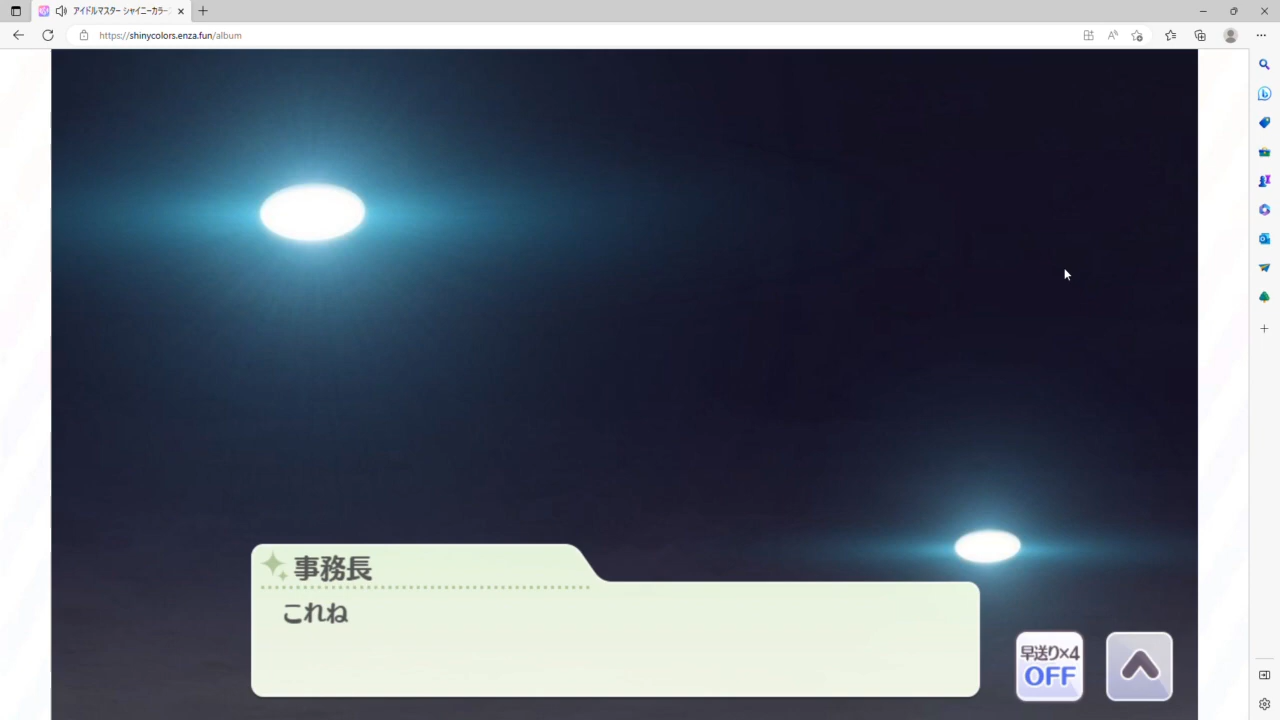 アイドルマスター シャイニーカラー
https://shinycolors.enza.fun/album
事務長
これね
早送り×4
OFF